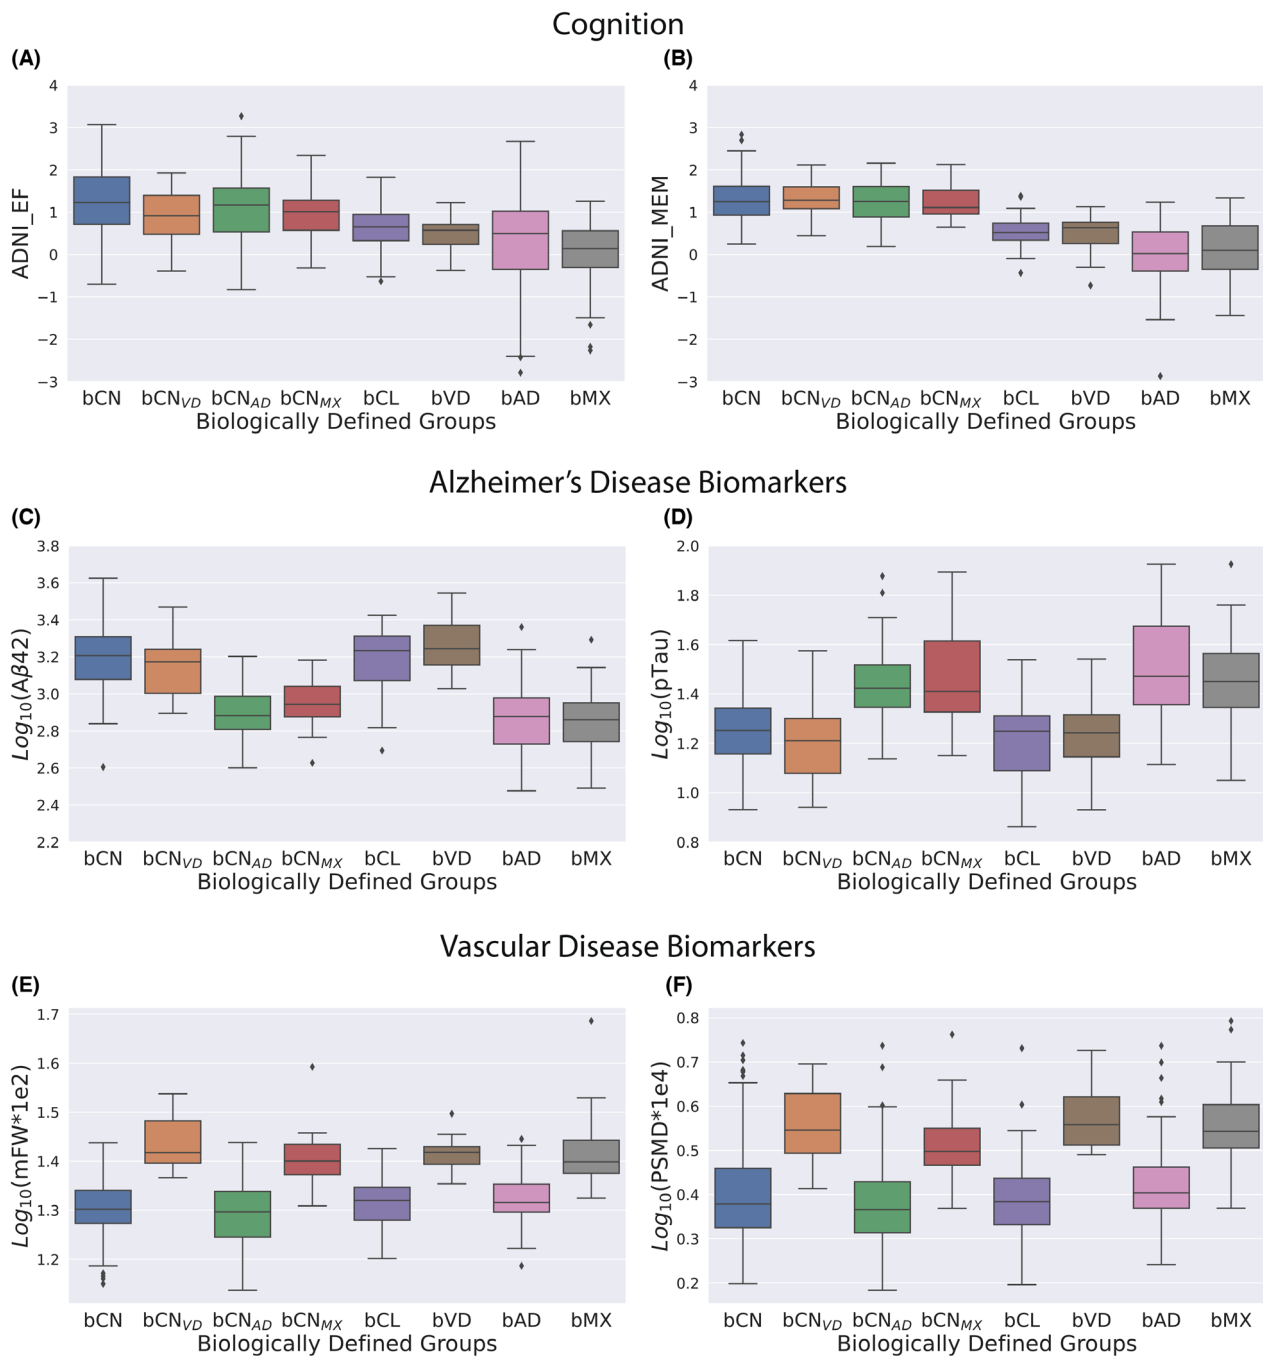 Cognition
(A)
(B)
4
3
2
1
0
−1
−2
−3
ADNI_EF
bCN bCN_VD bCN_AD bCN_MX bCL bVD bAD bMX
Biologically Defined Groups
4
3
2
1
0
−1
−2
−3
ADNI_MEM
bCN bCN_VD bCN_AD bCN_MX bCL bVD bAD bMX
Biologically Defined Groups
Alzheimer’s Disease Biomarkers
(C)
(D)
3.8
3.6
3.4
3.2
3.0
2.8
2.6
2.4
2.2
Log₁₀(Aβ42)
bCN bCN_VD bCN_AD bCN_MX bCL bVD bAD bMX
Biologically Defined Groups
2.0
1.8
1.6
1.4
1.2
1.0
0.8
Log₁₀(pTau)
bCN bCN_VD bCN_AD bCN_MX bCL bVD bAD bMX
Biologically Defined Groups
Vascular Disease Biomarkers
(E)
(F)
1.7
1.6
1.5
1.4
1.3
1.2
Log₁₀(mFW*1e2)
bCN bCN_VD bCN_AD bCN_MX bCL bVD bAD bMX
Biologically Defined Groups
0.8
0.7
0.6
0.5
0.4
0.3
0.2
Log₁₀(PSMD*1e4)
bCN bCN_VD bCN_AD bCN_MX bCL bVD bAD bMX
Biologically Defined Groups